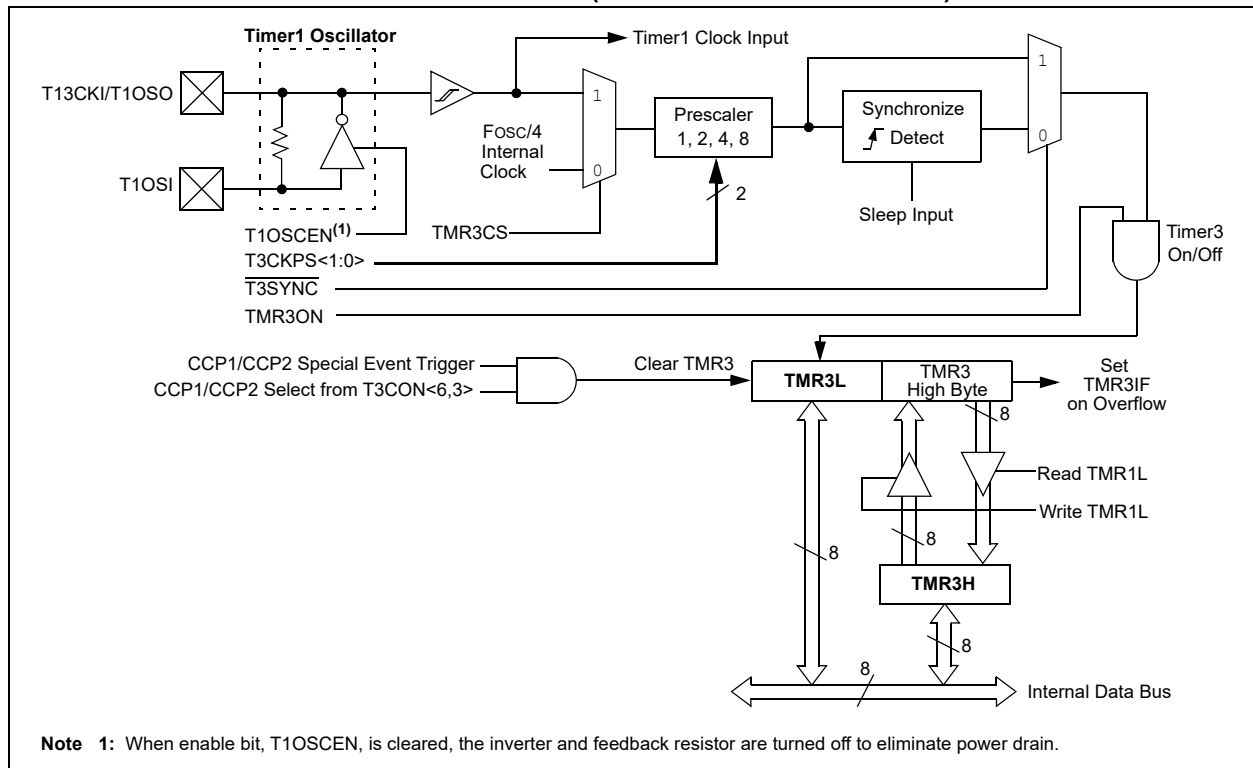 Timer1 Oscillator
Timer1 Clock Input
T13CKI/T1OSO
T1OSI
1
0
FOSC/4
Internal
Clock
Prescaler
1, 2, 4, 8
Synchronize
Detect
1
0
2
Sleep Input
T1OSCEN(1)
TMR3CS
T3CKPS<1:0>
T3SYNC
TMR3ON
Timer3
On/Off
CCP1/CCP2 Special Event Trigger
CCP1/CCP2 Select from T3CON<6,3>
Clear TMR3
TMR3L
TMR3
High Byte
Set
TMR3IF
on Overflow
8
Read TMR1L
Write TMR1L
8
8
TMR3H
8
8
Internal Data Bus
Note 1: When enable bit, T1OSCEN, is cleared, the inverter and feedback resistor are turned off to eliminate power drain.